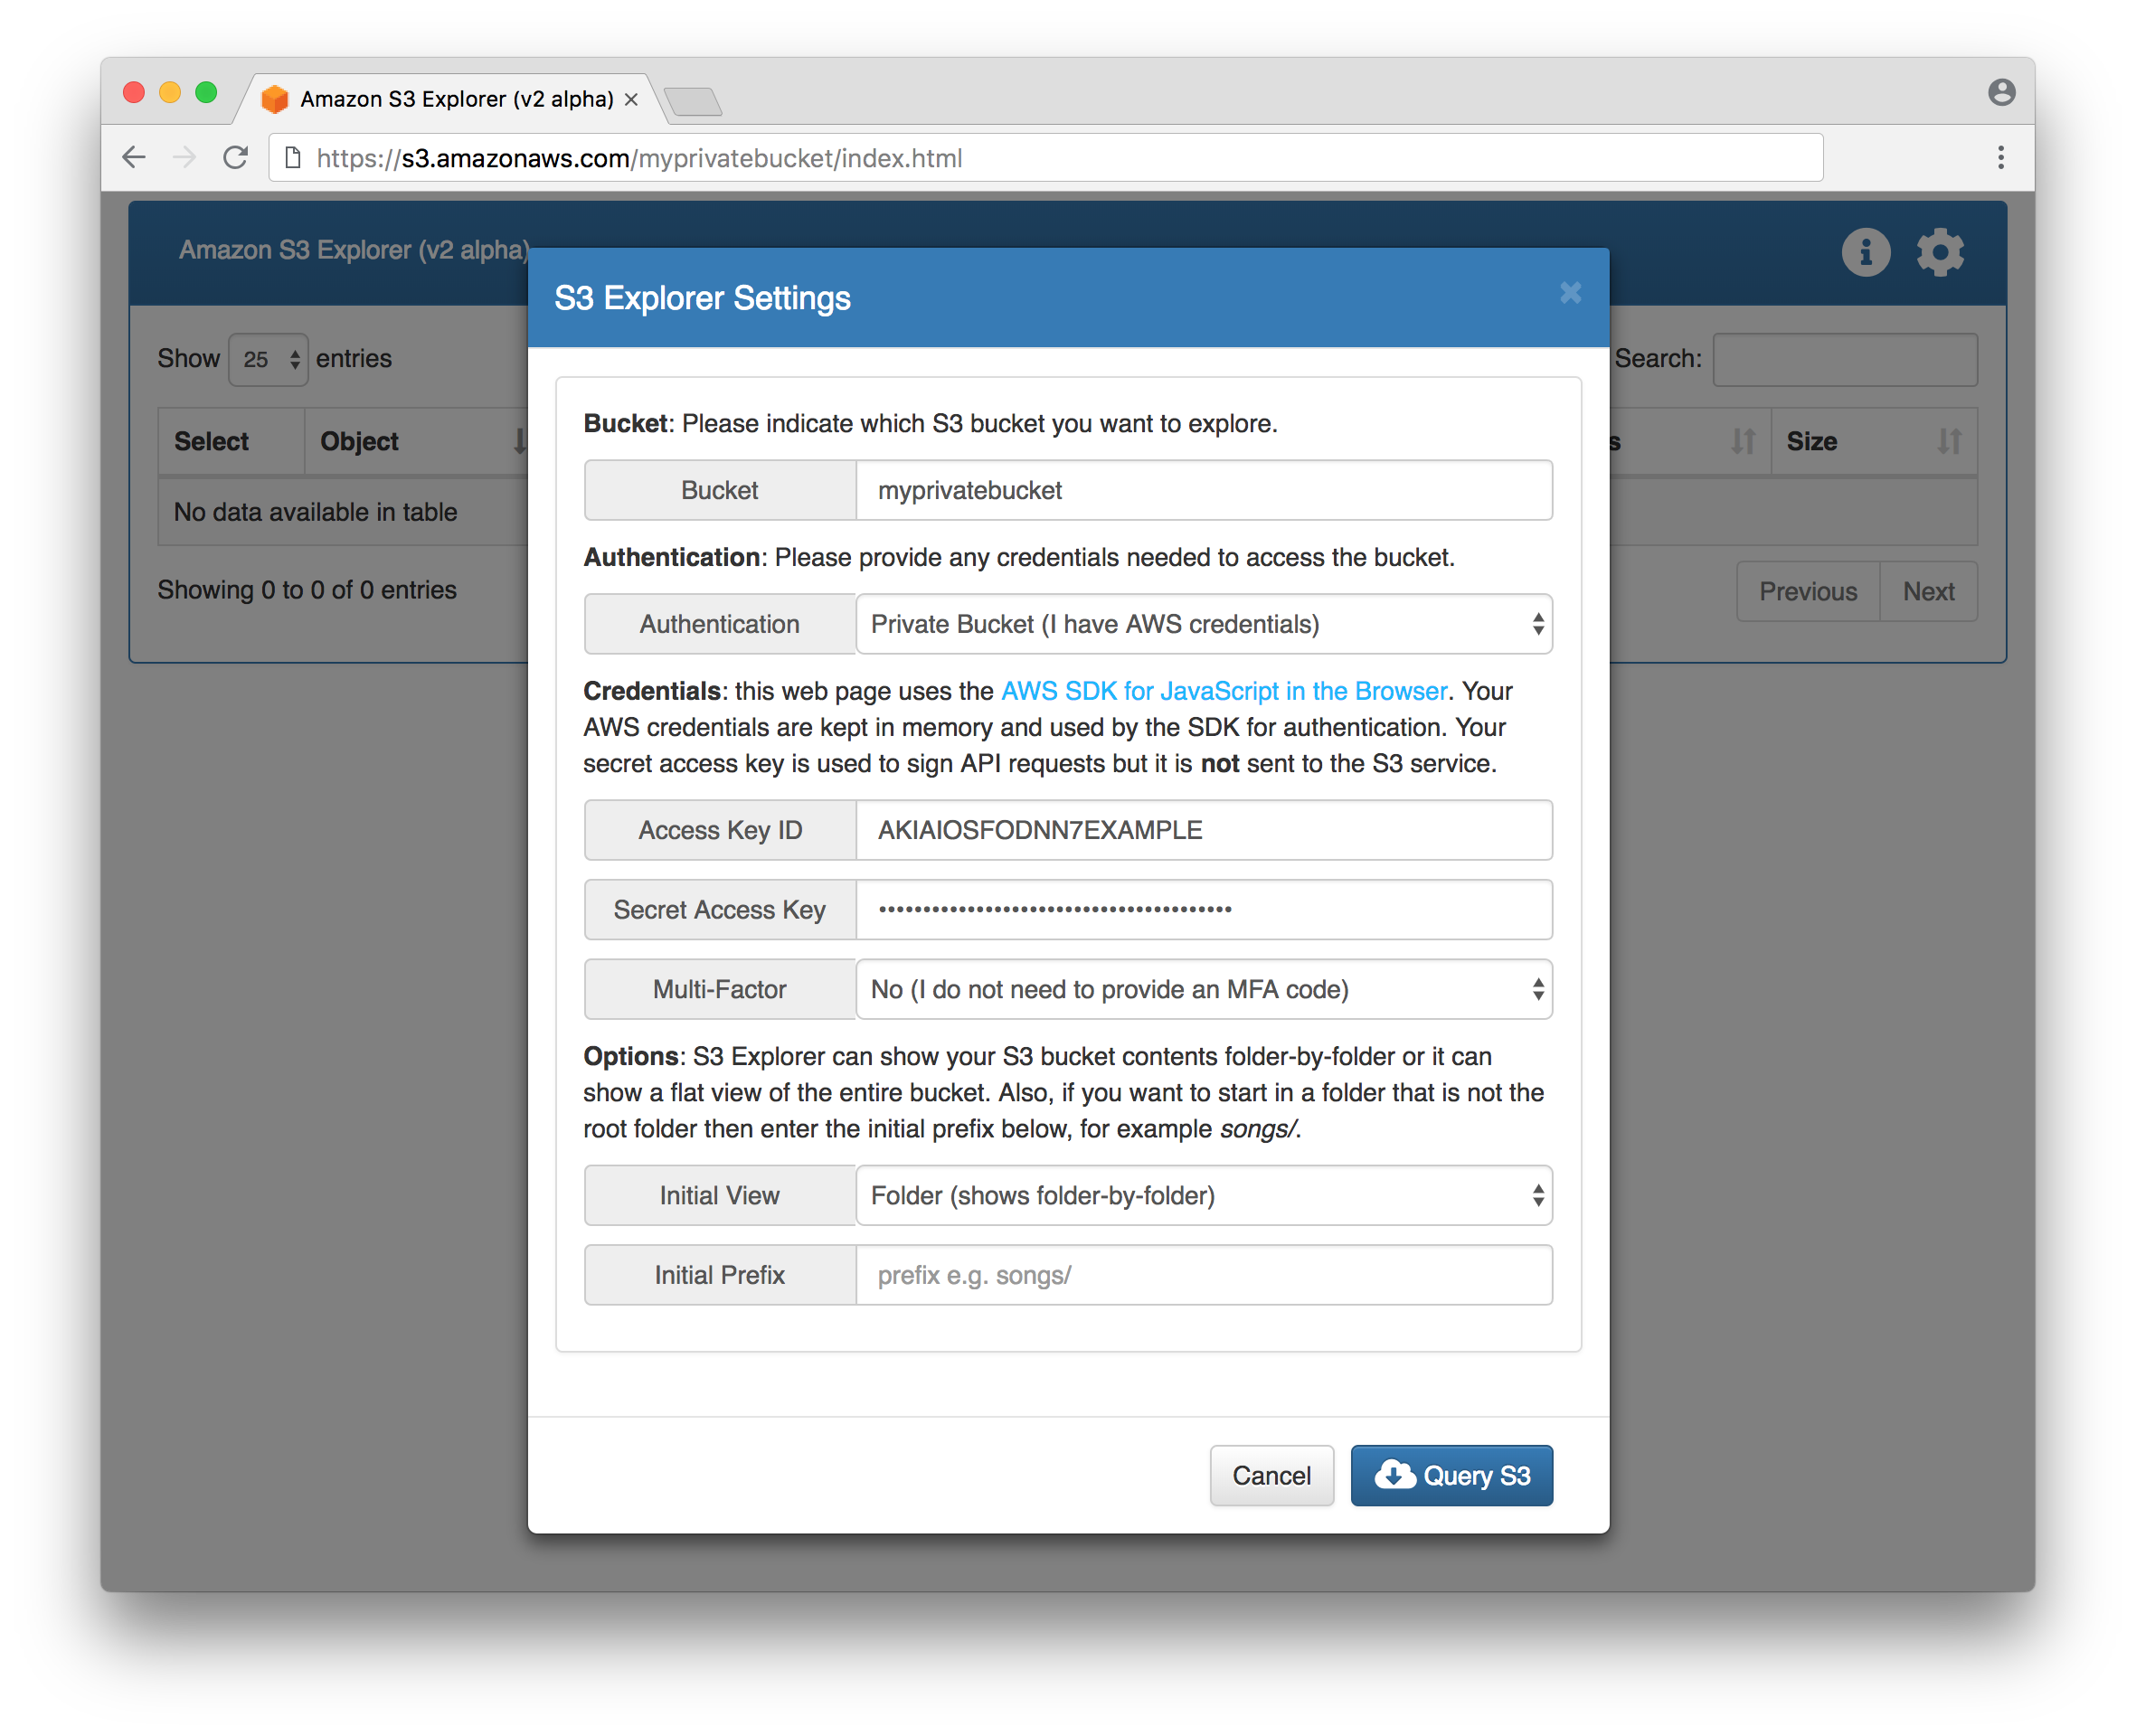 Amazon S3 Explorer (v2 alpha)
https://s3.amazonaws.com/myprivatebucket/index.html
Amazon S3 Explorer (v2 alpha)
Show 25 entries
Search:
Select Object s Size
No data available in table
Showing 0 to 0 of 0 entries
Previous Next
S3 Explorer Settings
Bucket: Please indicate which S3 bucket you want to explore.
Bucket myprivatebucket
Authentication: Please provide any credentials needed to access the bucket.
Authentication Private Bucket (I have AWS credentials)
Credentials: this web page uses the AWS SDK for JavaScript in the Browser. Your
AWS credentials are kept in memory and used by the SDK for authentication. Your
secret access key is used to sign API requests but it is not sent to the S3 service.
Access Key ID AKIAIOSFODNN7EXAMPLE
Secret Access Key ••••••••••••••••••••••••••••••••••••••••
Multi-Factor No (I do not need to provide an MFA code)
Options: S3 Explorer can show your S3 bucket contents folder-by-folder or it can
show a flat view of the entire bucket. Also, if you want to start in a folder that is not the
root folder then enter the initial prefix below, for example songs/.
Initial View Folder (shows folder-by-folder)
Initial Prefix prefix e.g. songs/
Cancel Query S3